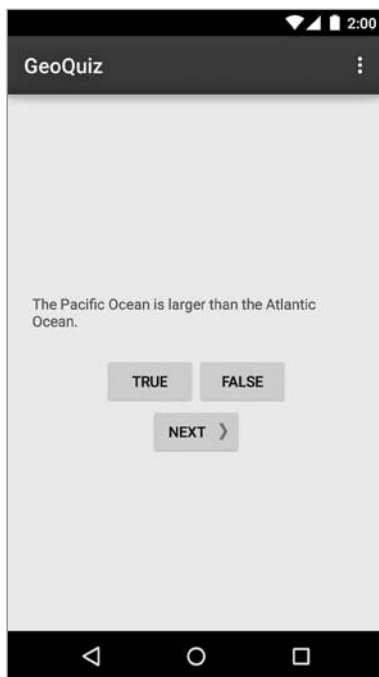 2:00
GeoQuiz
The Pacific Ocean is larger than the Atlantic
Ocean.
TRUE FALSE
NEXT